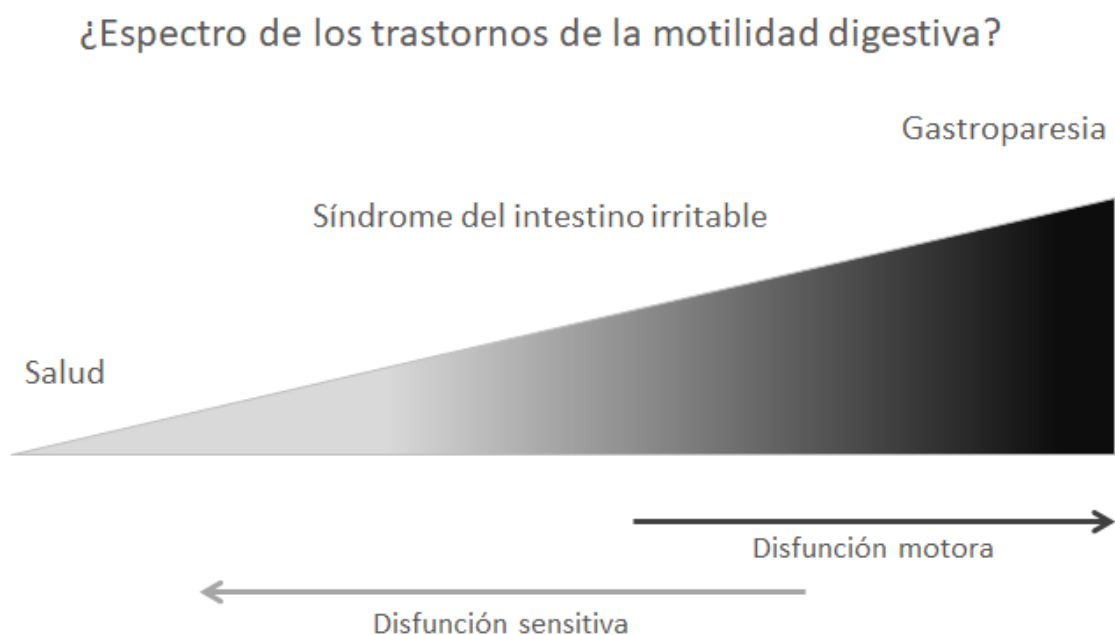 ¿Espectro de los trastornos de la motilidad digestiva?
Gastroparesia
Síndrome del intestino irritable
Salud
Disfunción motora
Disfunción sensitiva